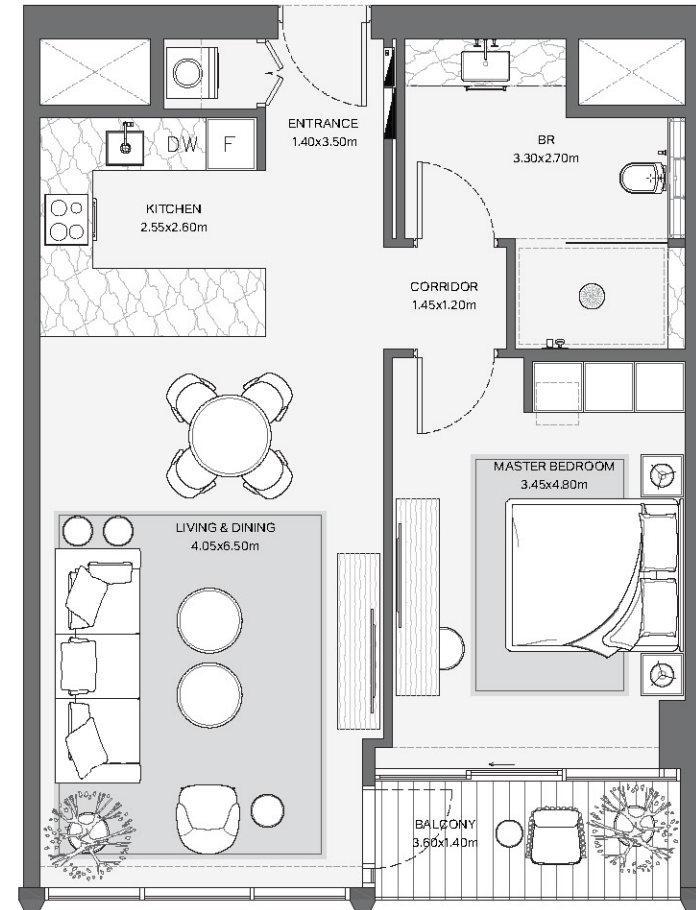 ENTRANCE
1.40x3.50m
BR
3.30x2.70m
DW
F
KITCHEN
2.55x2.60m
CORRIDOR
1.45x1.20m
MASTER BEDROOM
3.45x4.80m
LIVING & DINING
4.05x6.50m
BALCONY
3.60x1.40m